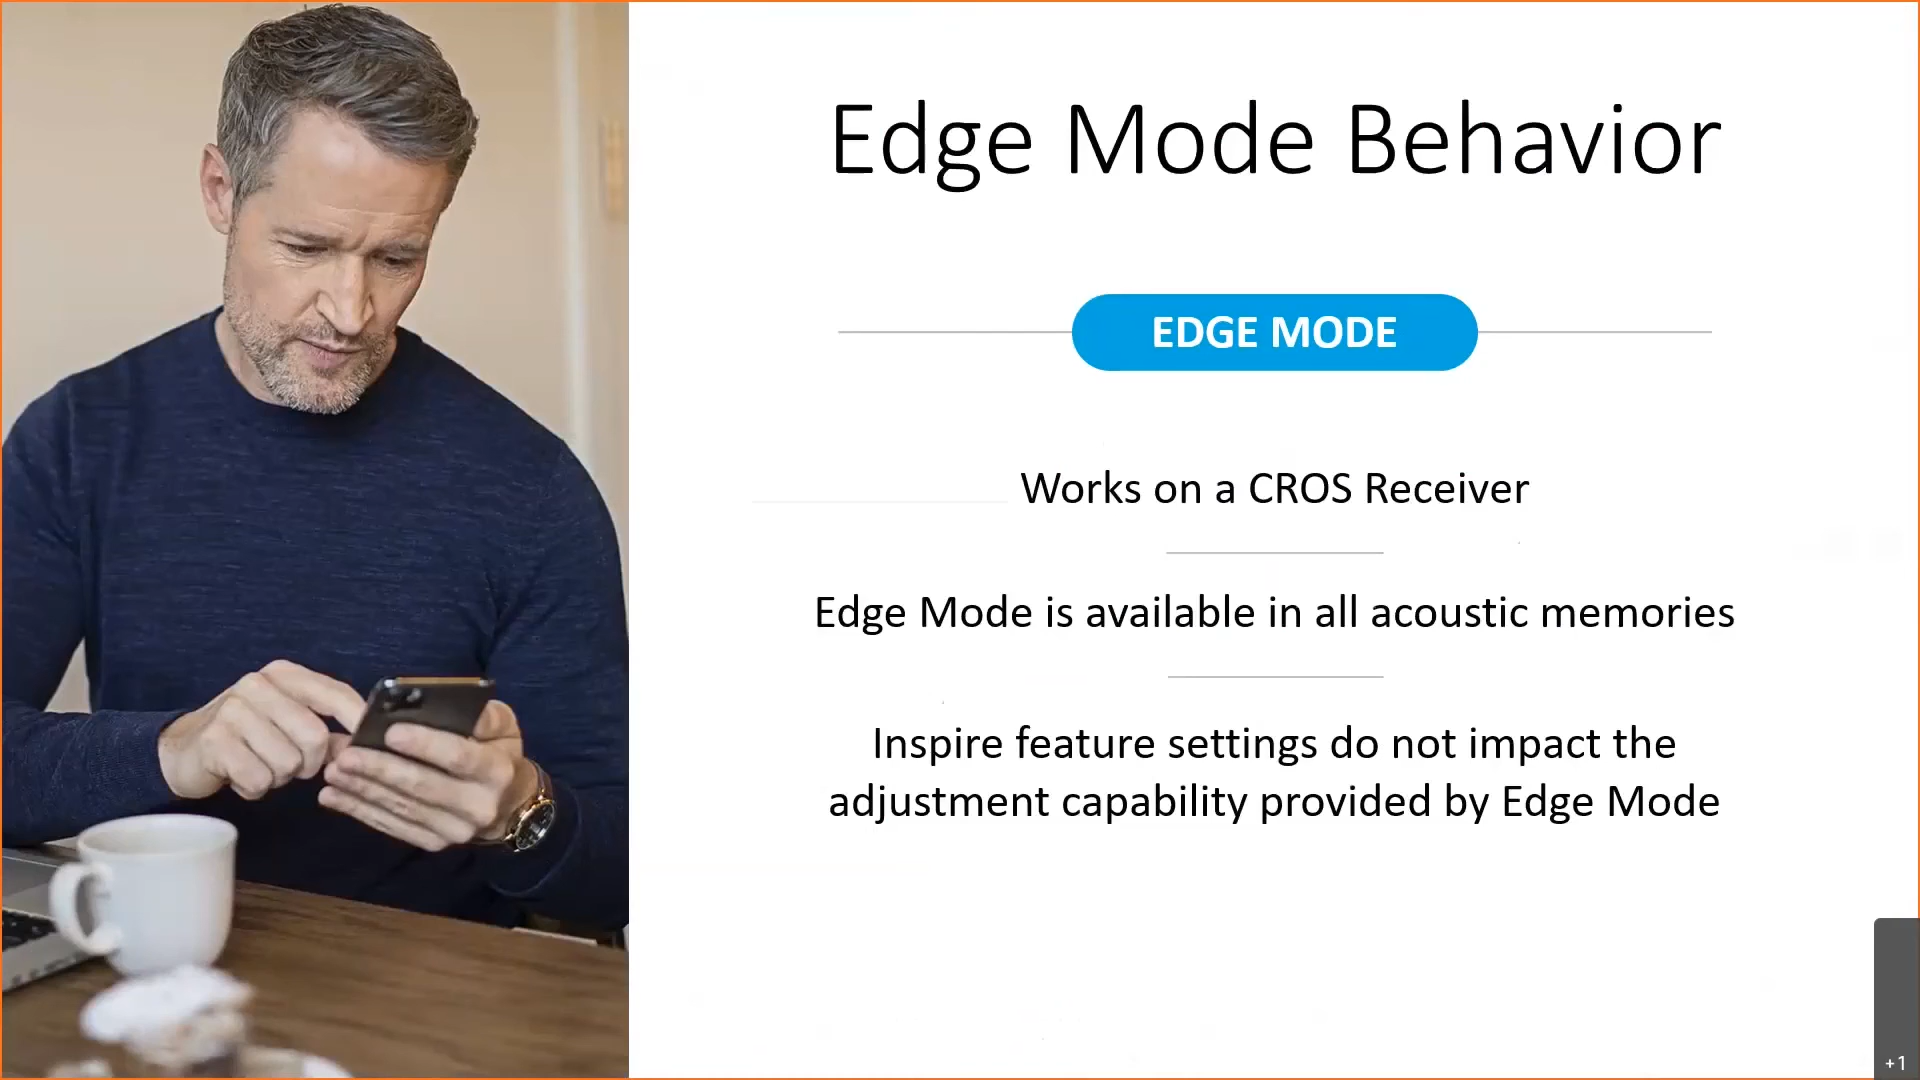 Edge Mode Behavior
EDGE MODE
Works on a CROS Receiver
Edge Mode is available in all acoustic memories
Inspire feature settings do not impact the
adjustment capability provided by Edge Mode
+1